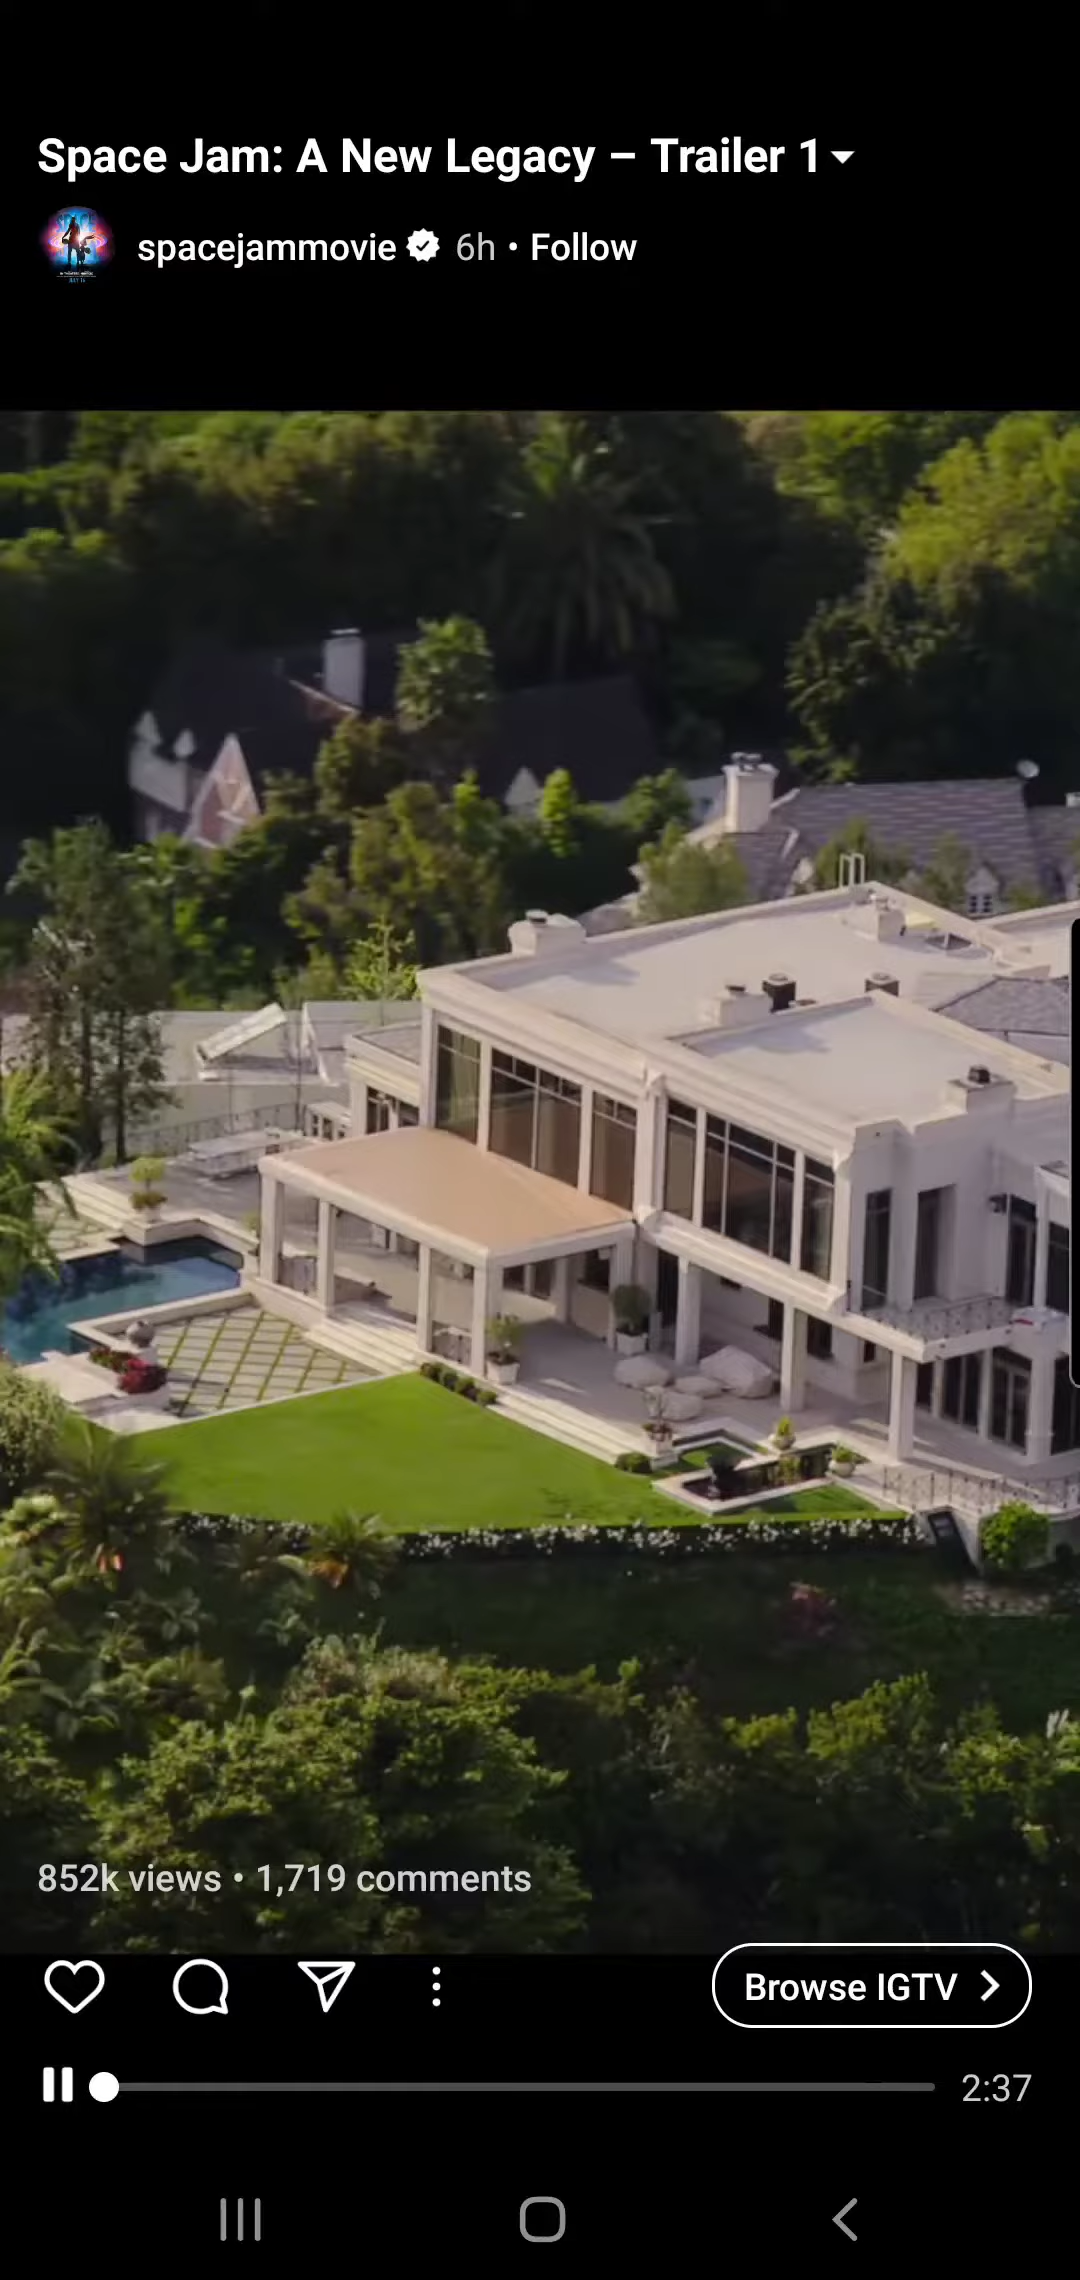 Space Jam: A New Legacy – Trailer 1
spacejammovie 6h • Follow
852k views • 1,719 comments
Browse IGTV
2:37